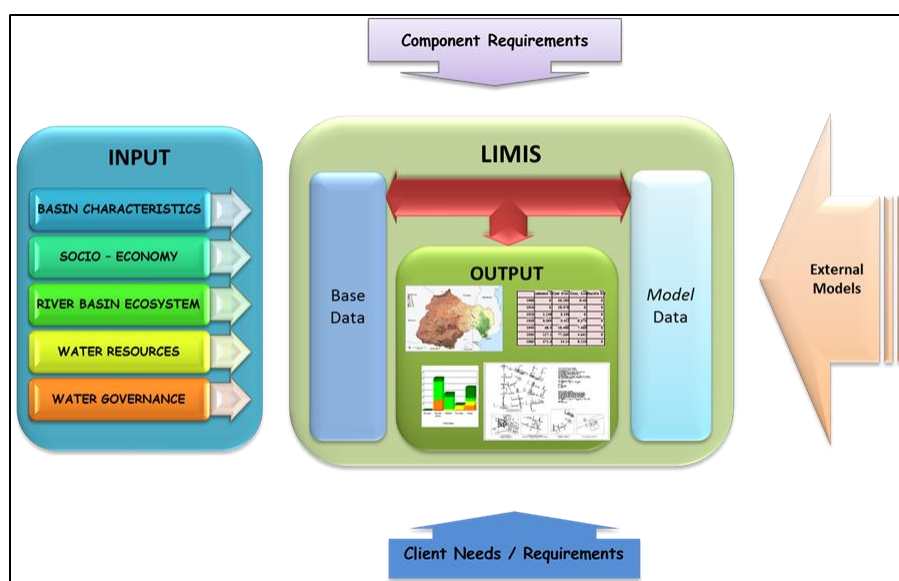 Component Requirements
INPUT
BASIN CHARACTERISTICS
SOCIO - ECONOMY
RIVER BASIN ECOSYSTEM
WATER RESOURCES
WATER GOVERNANCE
LIMIS
Base
Data
OUTPUT
Model
Data
External
Models
Client Needs / Requirements